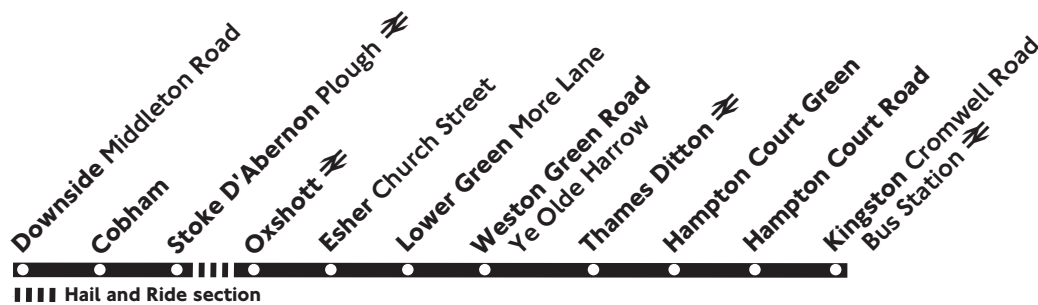 Downside Middleton Road
Cobham
Stoke D'Abernon Plough
Oxshott
Esher Church Street
Lower Green More Lane
Weston Green Road
Ye Olde Harrow
Thames Ditton
Hampton Court Green
Hampton Court Road
Kingston Cromwell Road
Bus Station
Hail and Ride section